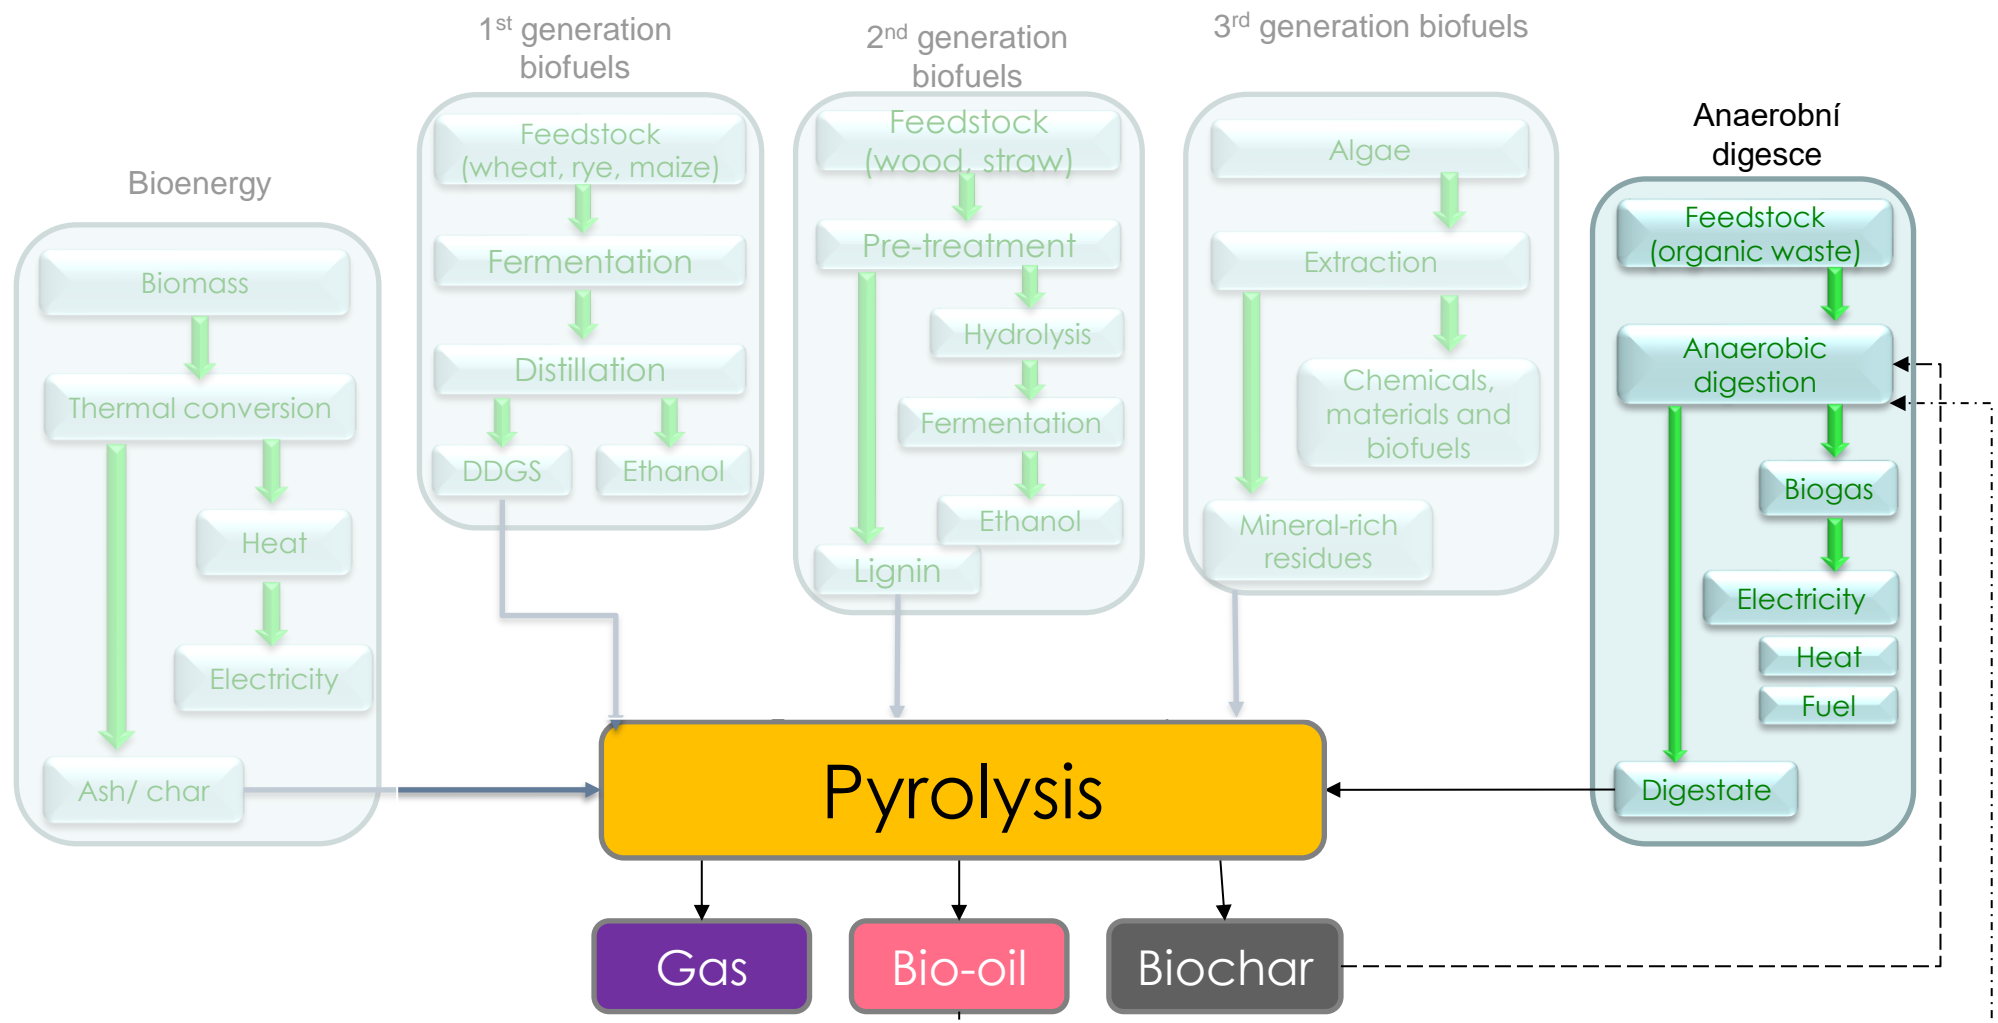 Bioenergy
Biomass
Thermal conversion
Heat
Electricity
Ash/ char
1st generation
biofuels
Feedstock
(wheat, rye, maize)
Fermentation
Distillation
DDGS
Ethanol
2nd generation
biofuels
Feedstock
(wood, straw)
Pre-treatment
Hydrolysis
Fermentation
Ethanol
Lignin
3rd generation biofuels
Algae
Extraction
Chemicals,
materials and
biofuels
Mineral-rich
residues
Anaerobní
digesce
Feedstock
(organic waste)
Anaerobic
digestion
Biogas
Electricity
Heat
Fuel
Digestate
Pyrolysis
Gas
Bio-oil
Biochar